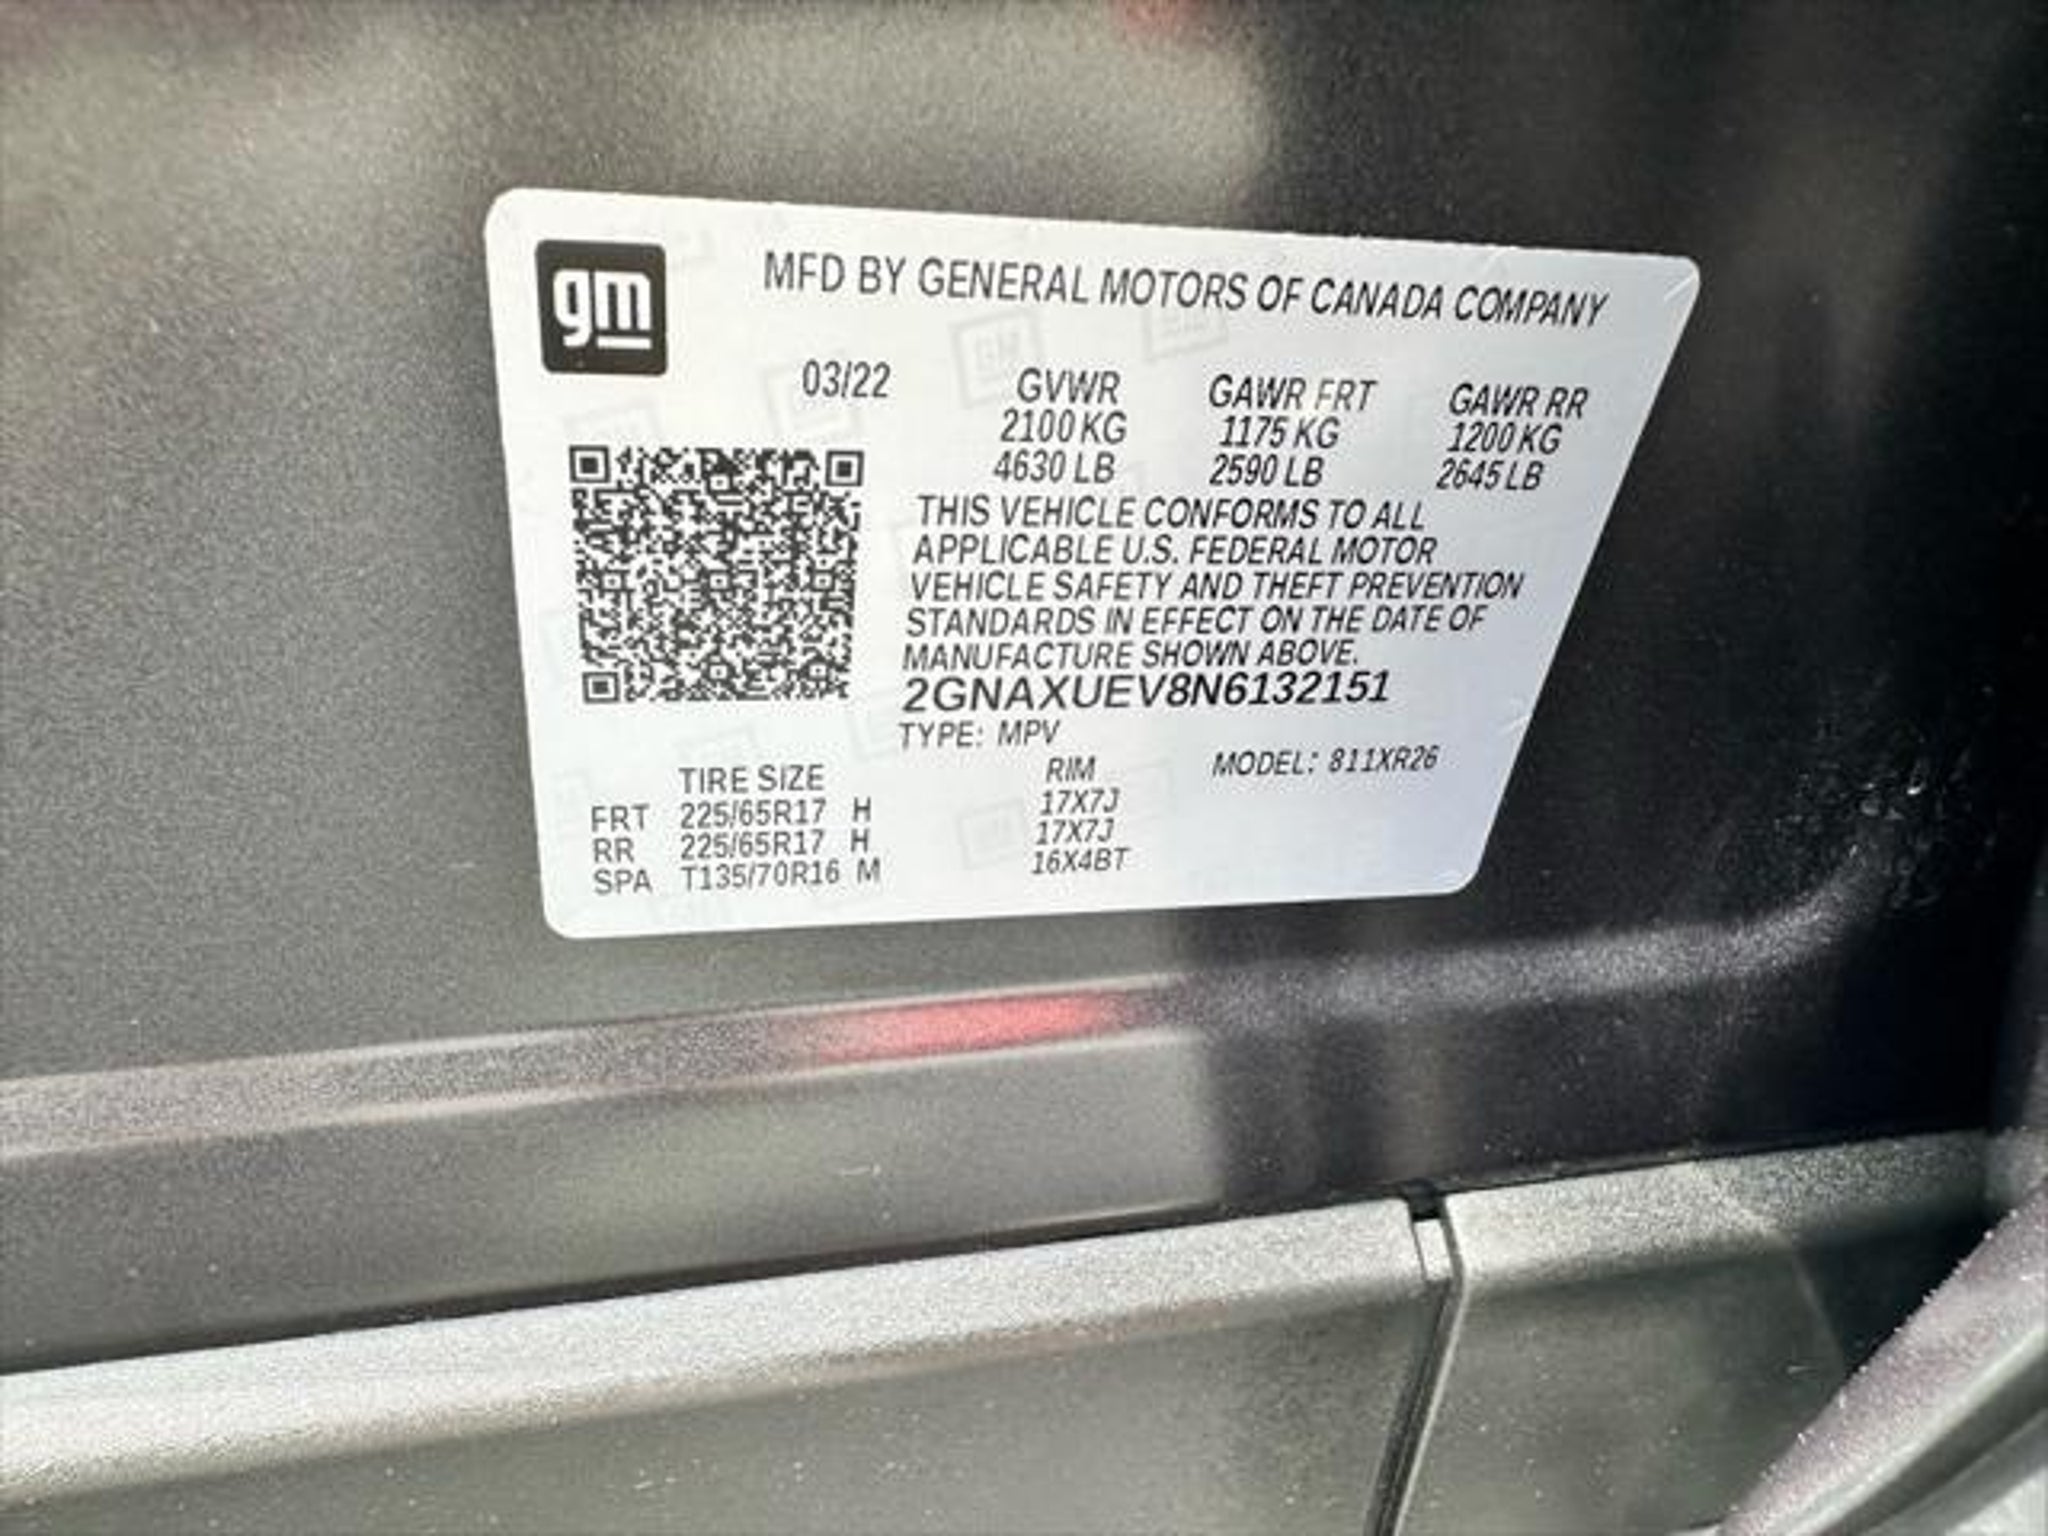 gm
MFD BY GENERAL MOTORS OF CANADA COMPANY
03/22 GVWR GAWR FRT GAWR RR
2100 KG 1175 KG 1200 KG
4630 LB 2590 LB 2645 LB
THIS VEHICLE CONFORMS TO ALL
APPLICABLE U.S. FEDERAL MOTOR
VEHICLE SAFETY AND THEFT PREVENTION
STANDARDS IN EFFECT ON THE DATE OF
MANUFACTURE SHOWN ABOVE.
2GNAXUEV8N6132151
TYPE: MPV
MODEL: 811XR26
TIRE SIZE RIM
FRT 225/65R17 H 17X7J
RR 225/65R17 H 17X7J
SPA T135/70R16 M 16X4BT